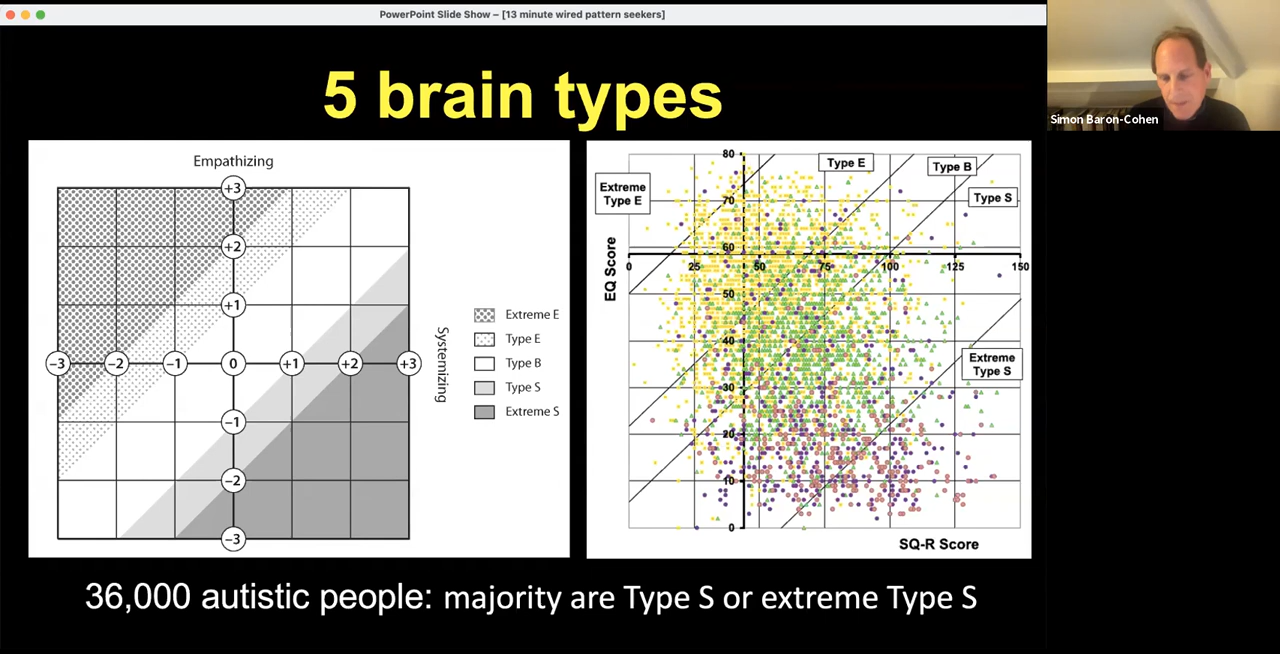 PowerPoint Slide Show – [13 minute wired pattern seekers]
Simon Baron-Cohen
5 brain types
Empathizing
+3
+2
+1
–3 –2 –1 0 +1 +2 +3
–1
–2
–3
Systemizing
Extreme E
Type E
Type B
Type S
Extreme S
80
70
60
0 25 50 75 100 125 150
50
40
30
20
10
0
Extreme
Type E
Type E
Type B
Type S
Extreme
Type S
EQ Score
SQ-R Score
36,000 autistic people: majority are Type S or extreme Type S